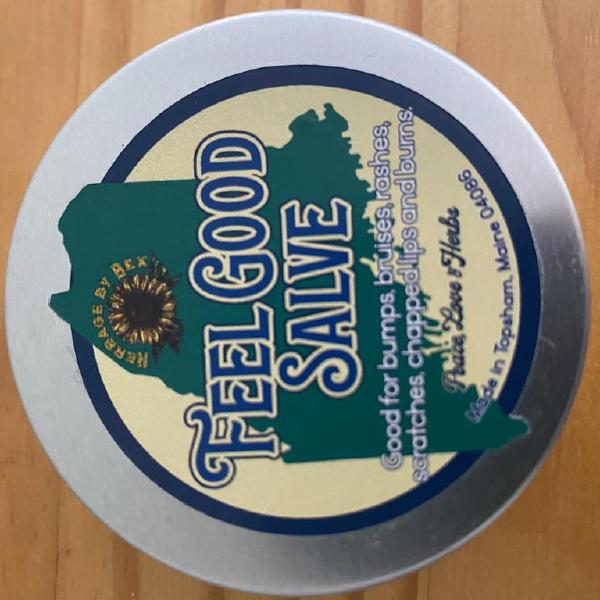 HERBAGE BY BEX
FEEL GOOD
SALVE
Good for bumps, bruises, rashes,
scratches, chapped lips and burns.
Peace, Love & Herbs
Made in Topsham, Maine 04086